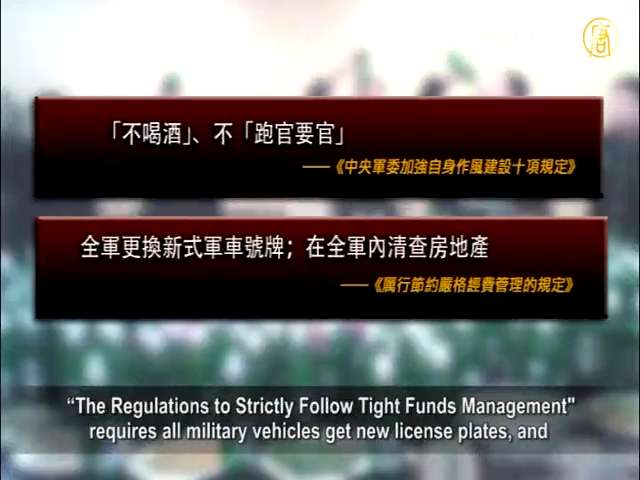 唐
「不喝酒」、不「跑官要官」
——《中央軍委加強自身作風建設十項規定》
全軍更換新式軍車號牌；在全軍內清查房地產
——《厲行節約嚴格經費管理的規定》
“The Regulations to Strictly Follow Tight Funds Management"
requires all military vehicles get new license plates, and